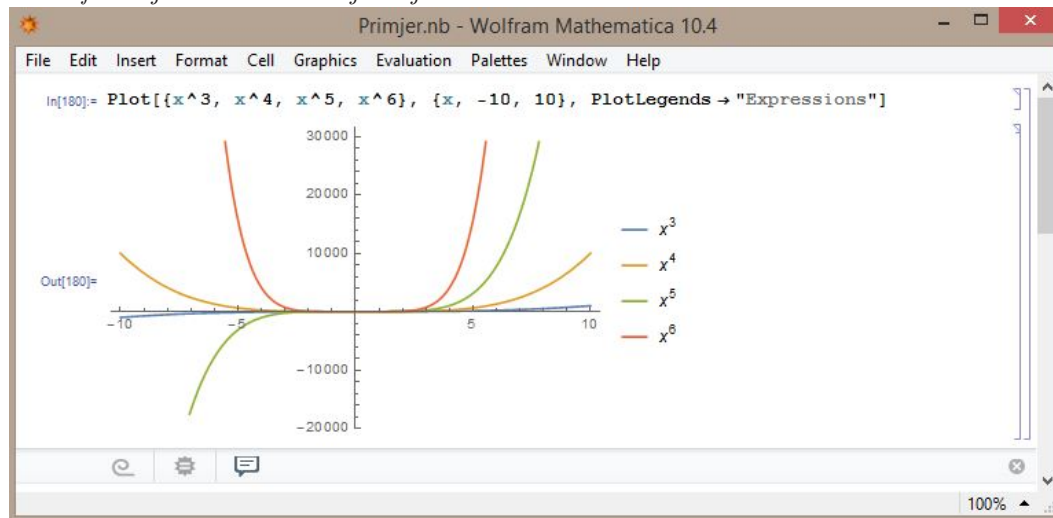 Primjer.nb - Wolfram Mathematica 10.4
File Edit Insert Format Cell Graphics Evaluation Palettes Window Help
In[180]:= Plot[{x^3, x^4, x^5, x^6}, {x, -10, 10}, PlotLegends → "Expressions"]
30000
20000
10000
Out[180]=
-10 -5 5 10
-10000
-20000
x³
x⁴
x⁵
x⁶
100%